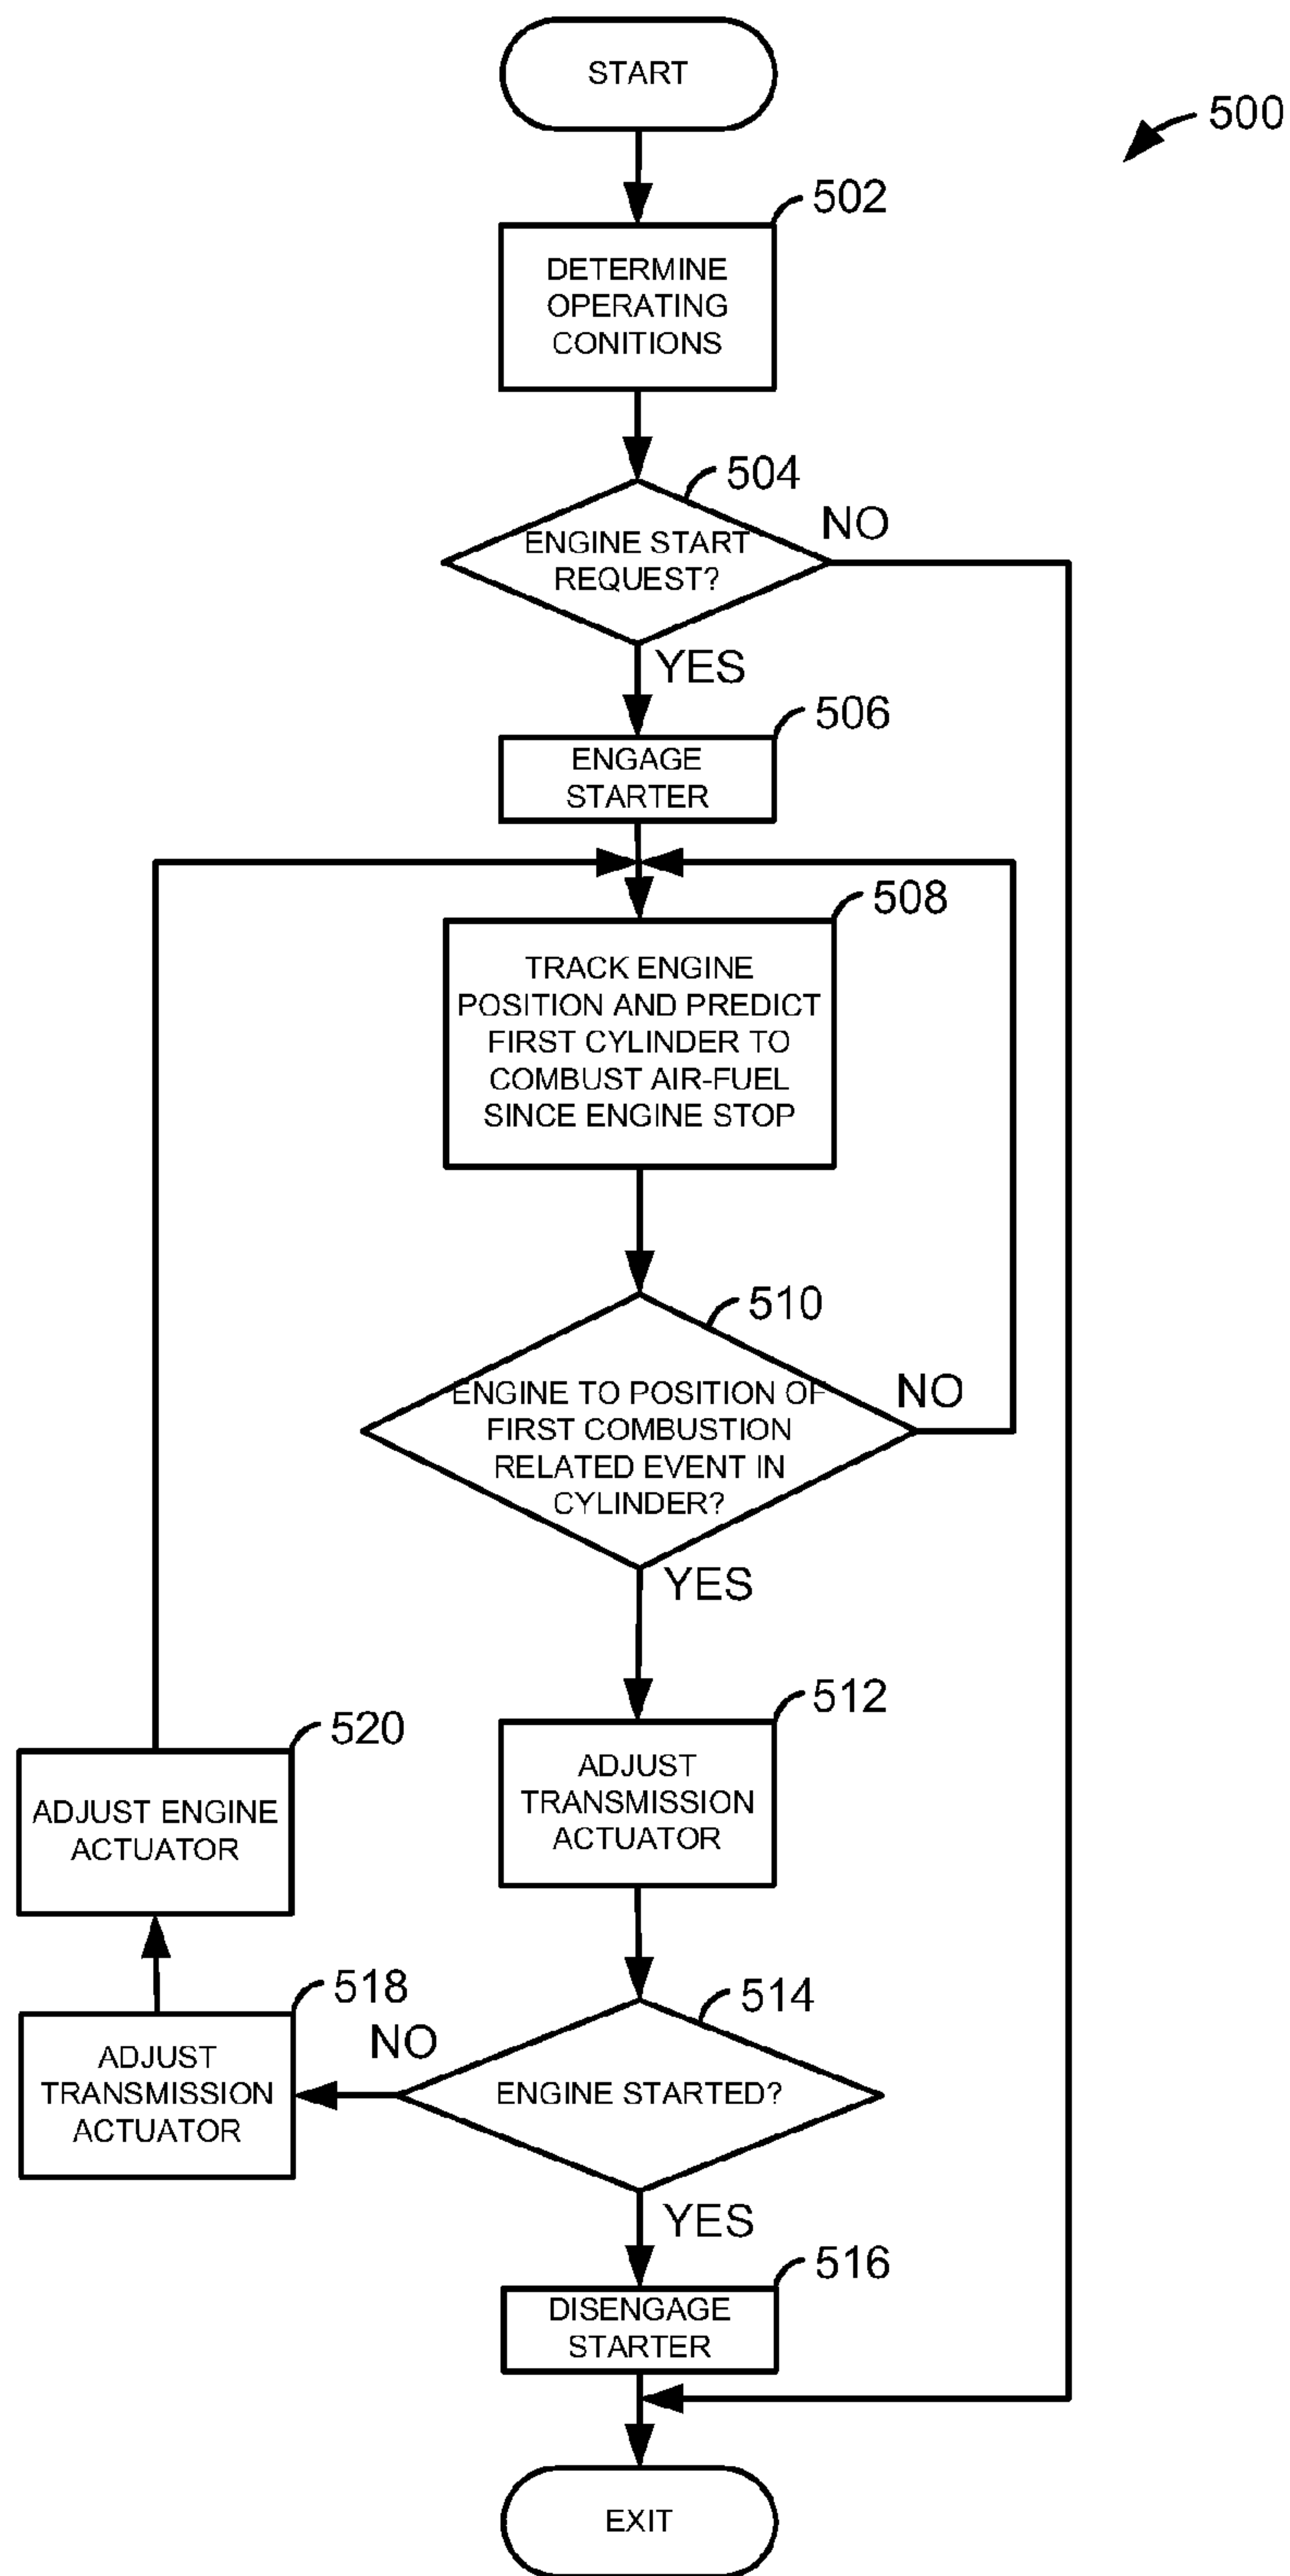 START
500
502
DETERMINE
OPERATING
CONITIONS
504
NO
ENGINE START
REQUEST?
YES
506
ENGAGE
STARTER
508
TRACK ENGINE
POSITION AND PREDICT
FIRST CYLINDER TO
COMBUST AIR-FUEL
SINCE ENGINE STOP
510
NO
ENGINE TO POSITION OF
FIRST COMBUSTION
RELATED EVENT IN
CYLINDER?
YES
512
ADJUST
TRANSMISSION
ACTUATOR
520
ADJUST ENGINE
ACTUATOR
518
ADJUST
TRANSMISSION
ACTUATOR
NO
514
ENGINE STARTED?
YES
516
DISENGAGE
STARTER
EXIT